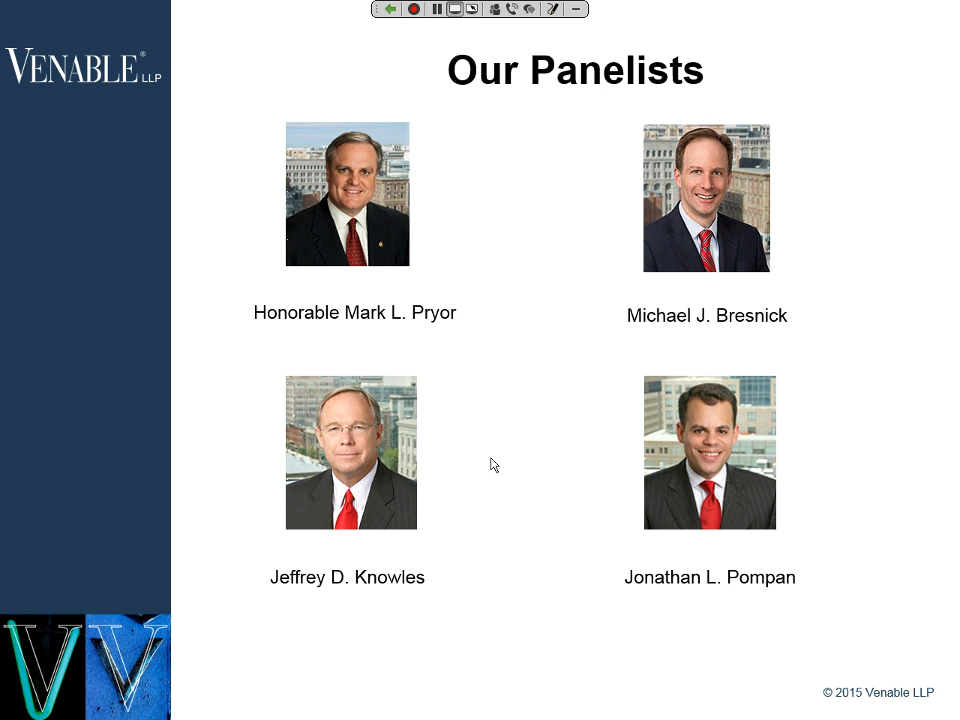 VENABLE® LLP
Our Panelists
Honorable Mark L. Pryor
Michael J. Bresnick
Jeffrey D. Knowles
Jonathan L. Pompan
V V
© 2015 Venable LLP